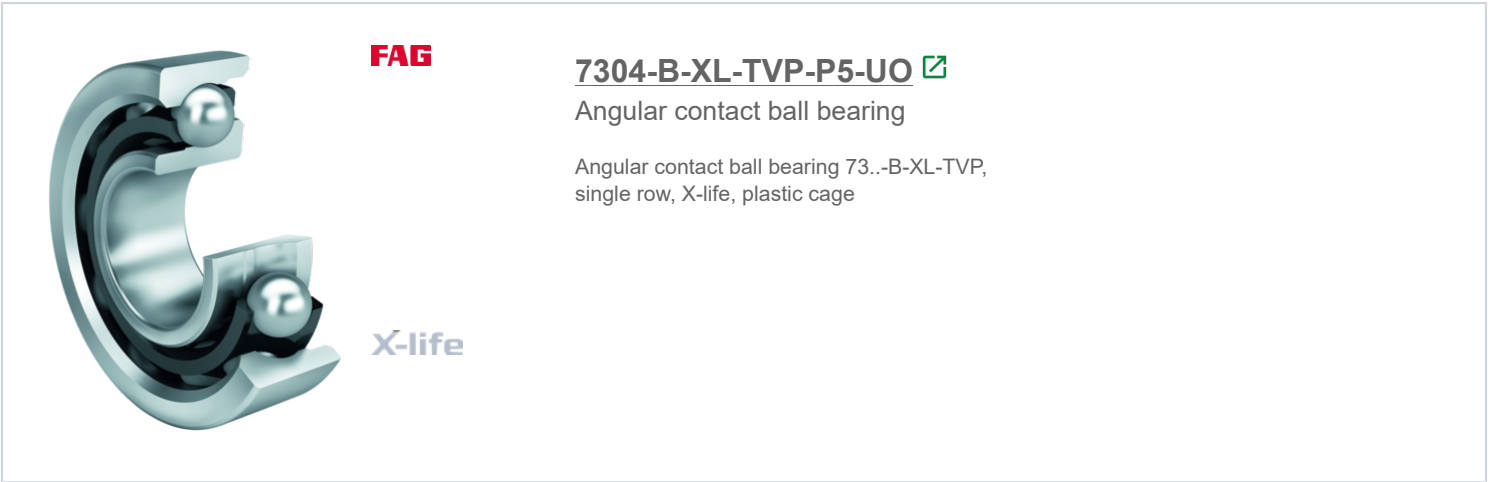 FAG
7304-B-XL-TVP-P5-UO
Angular contact ball bearing
Angular contact ball bearing 73..-B-XL-TVP,
single row, X-life, plastic cage
X-life